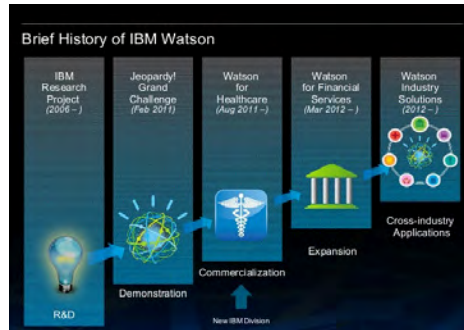 Brief History of IBM Watson
IBM
Research
Project
(2006 – )
Jeopardy!
Grand
Challenge
(Feb 2011)
Watson
for
Healthcare
(Aug 2011 – )
Watson
for Financial
Services
(Mar 2012 – )
Watson
Industry
Solutions
(2012 – )
R&D
Demonstration
Commercialization
Expansion
Cross-industry
Applications
New IBM Division